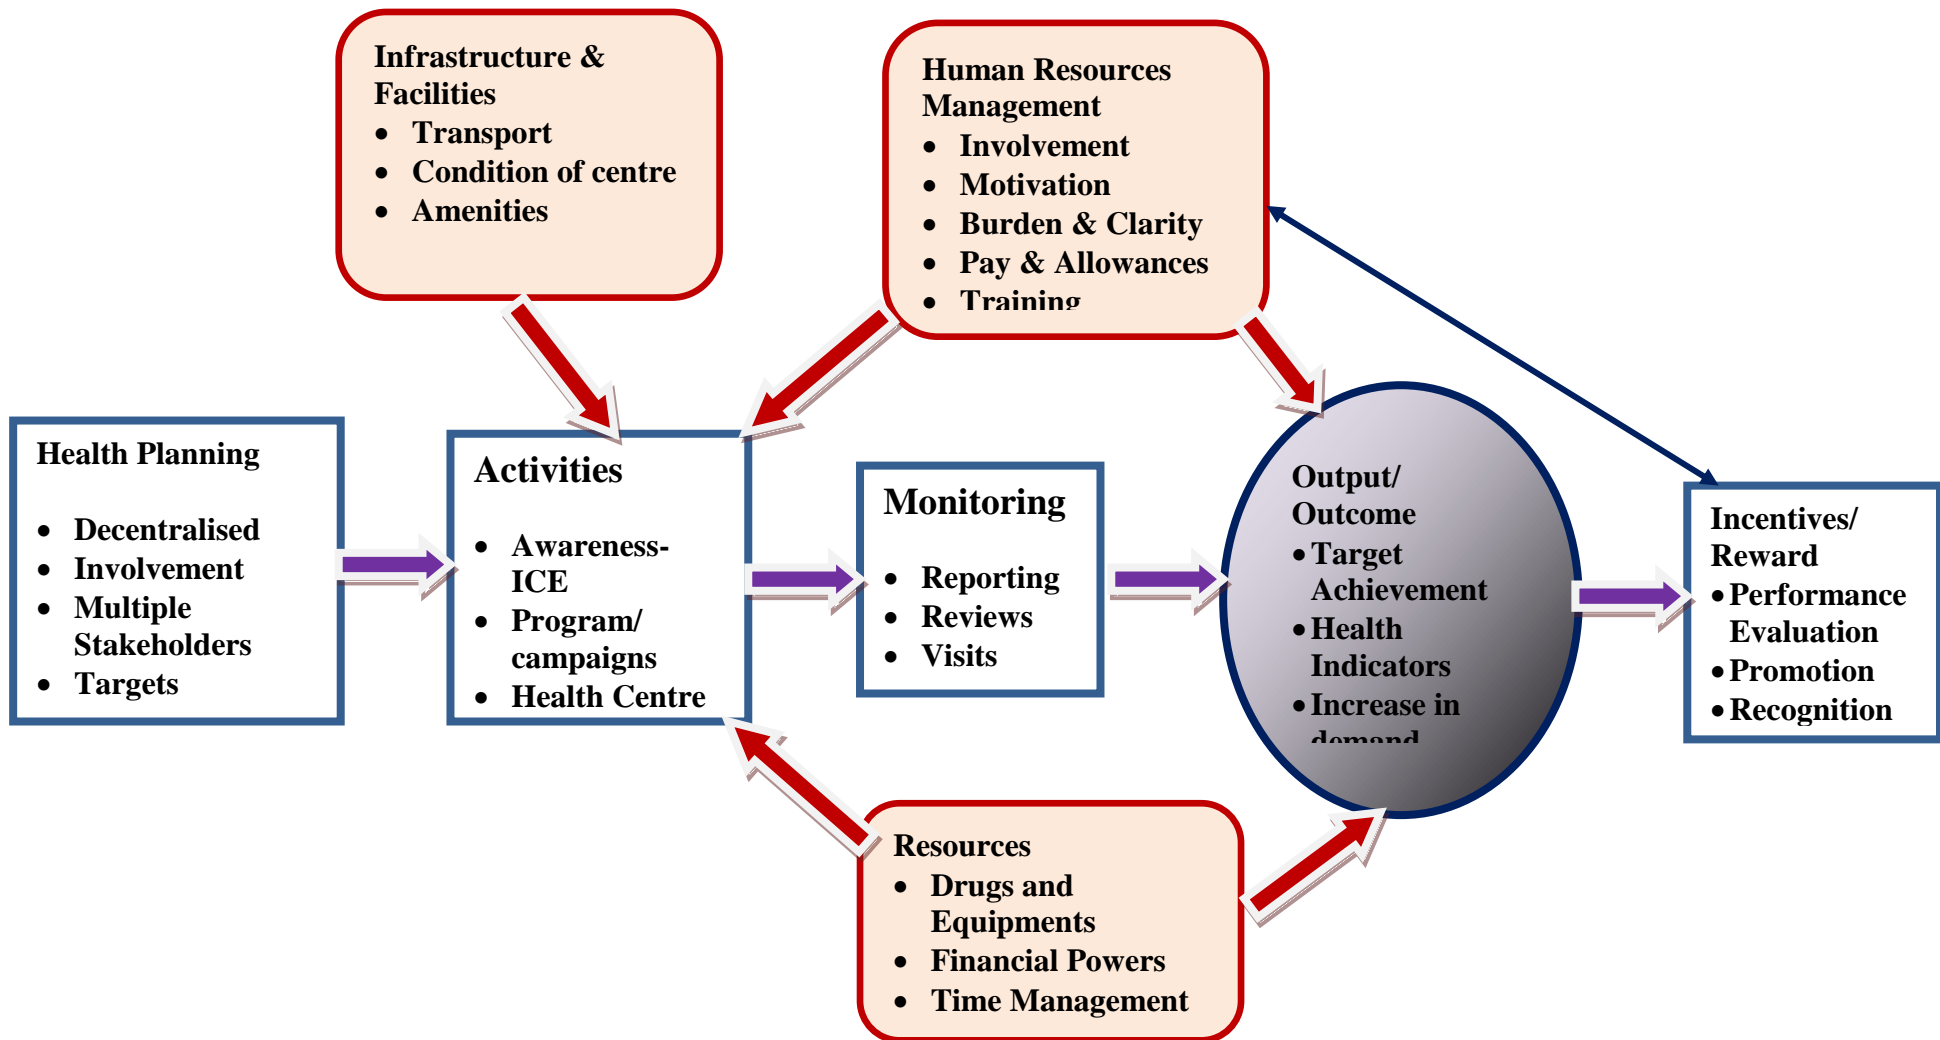 Infrastructure &
Facilities
• Transport
• Condition of centre
• Amenities
Human Resources
Management
• Involvement
• Motivation
• Burden & Clarity
• Pay & Allowances
• Training
Health Planning
• Decentralised
• Involvement
• Multiple
Stakeholders
• Targets
Activities
• Awareness-
ICE
• Program/
campaigns
• Health Centre
Monitoring
• Reporting
• Reviews
• Visits
Output/
Outcome
• Target
Achievement
• Health
Indicators
• Increase in
demand
Incentives/
Reward
• Performance
Evaluation
• Promotion
• Recognition
Resources
• Drugs and
Equipments
• Financial Powers
• Time Management